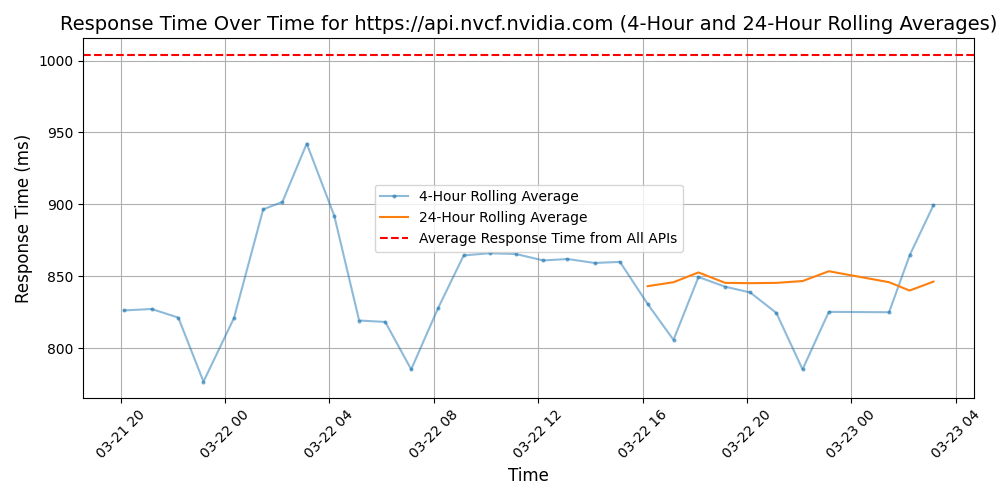 Response Time Over Time for https://api.nvcf.nvidia.com (4-Hour and 24-Hour Rolling Averages)
Response Time (ms)
1000
950
900
850
800
4-Hour Rolling Average
24-Hour Rolling Average
Average Response Time from All APIs
03-21 20
03-22 00
03-22 04
03-22 08
03-22 12
03-22 16
03-22 20
03-23 00
03-23 04
Time